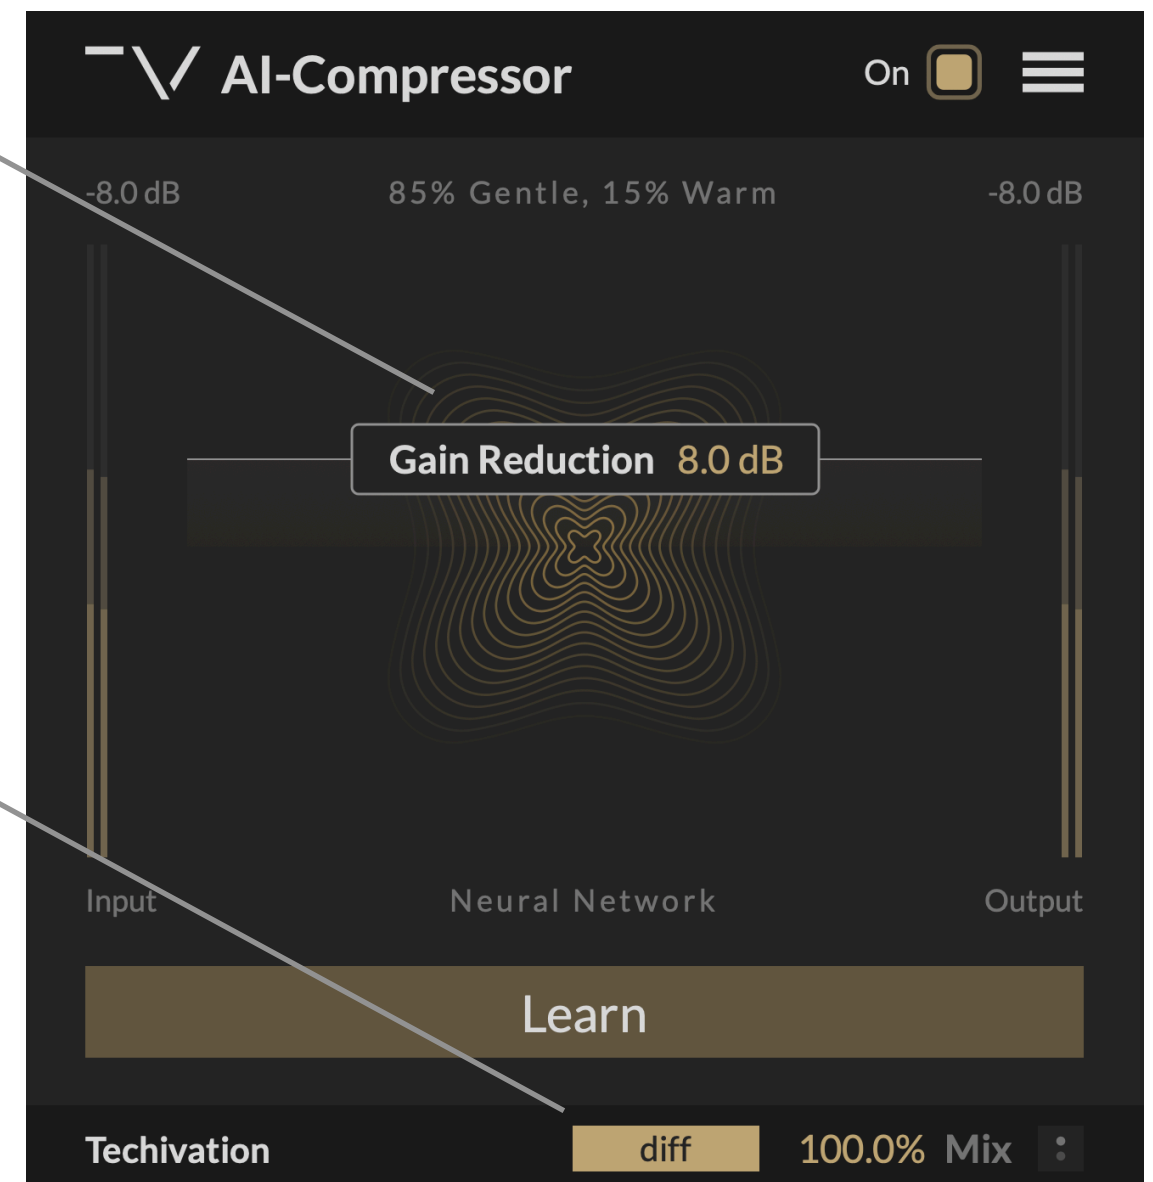 AI-Compressor On
-8.0 dB 85% Gentle, 15% Warm -8.0 dB
Gain Reduction 8.0 dB
Input Neural Network Output
Learn
Techivation diff 100.0% Mix